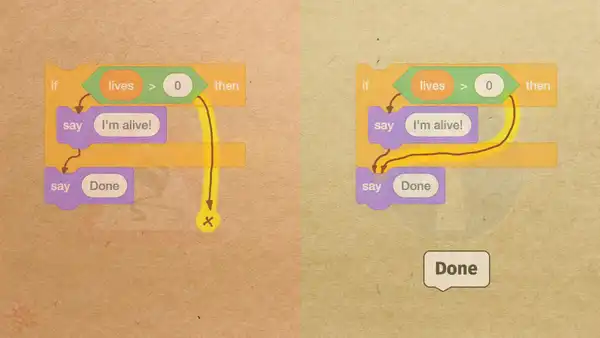 if lives > 0 then
say I'm alive!
say Done
x
if lives > 0 then
say I'm alive!
say Done
Done